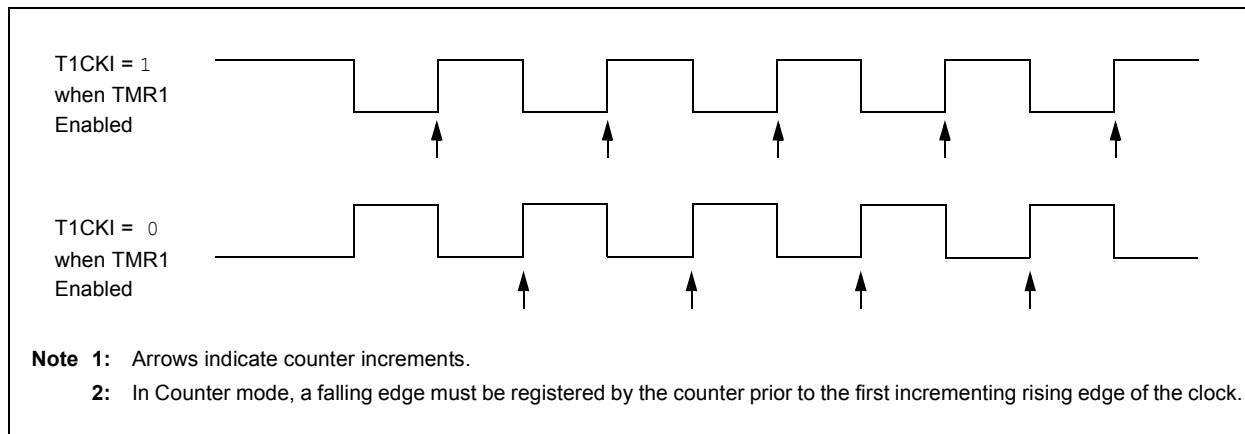 T1CKI = 1
when TMR1
Enabled
T1CKI = 0
when TMR1
Enabled
Note 1: Arrows indicate counter increments.
2: In Counter mode, a falling edge must be registered by the counter prior to the first incrementing rising edge of the clock.